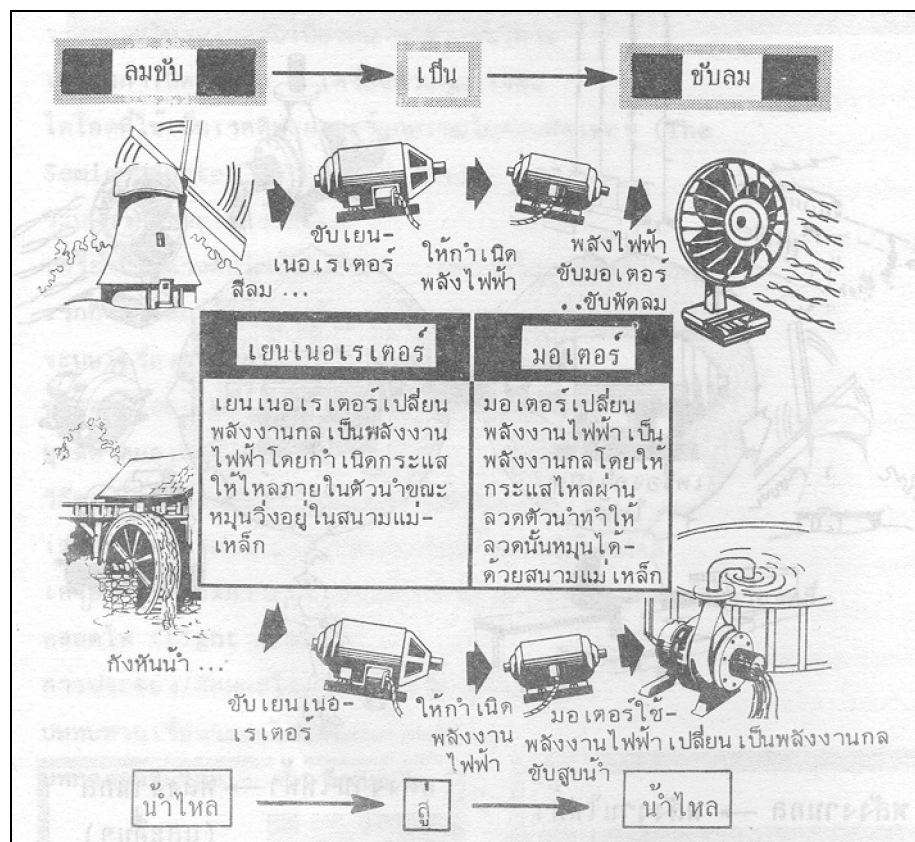 ลมขับ
เป็น
ขับลม
สีลม ...
ขับเยน-
เนอเรเตอร์
ให้กำเนิด
พลังไฟฟ้า
พลังไฟฟ้า
ขับมอเตอร์
..ขับพัดลม
เยนเนอเรเตอร์
เยนเนอเรเตอร์เปลี่ยน
พลังงานกลเป็นพลังงาน
ไฟฟ้าโดยกำเนิดกระแส
ให้ไหลภายในตัวนำขณะ
หมุนวิ่งอยู่ในสนามแม่-
เหล็ก
มอเตอร์
มอเตอร์เปลี่ยน
พลังงานไฟฟ้าเป็น
พลังงานกลโดยให้
กระแสไหลผ่าน
ลวดตัวนำทำให้
ลวดนั้นหมุนได้-
ด้วยสนามแม่เหล็ก
กังหันน้ำ ...
ขับเยนเนอ-
เรเตอร์
ให้กำเนิด
พลังงาน
ไฟฟ้า
มอเตอร์ใช้-
พลังงานไฟฟ้าเปลี่ยนเป็นพลังงานกล
ขับสูบน้ำ
น้ำไหล
สู่
น้ำไหล